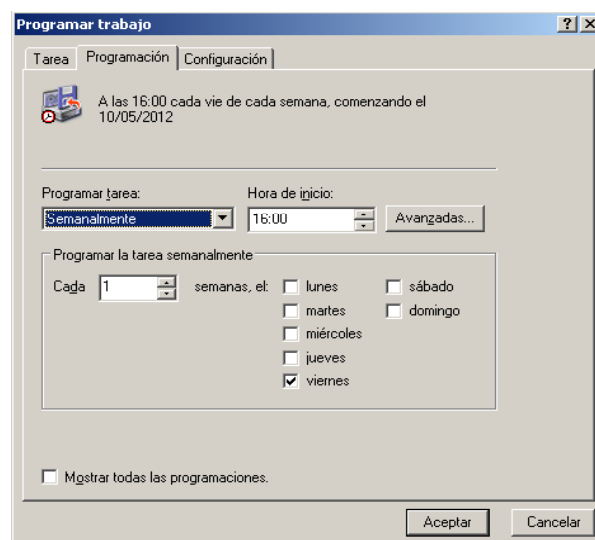 Programar trabajo
Tarea Programación Configuración
A las 16:00 cada vie de cada semana, comenzando el
10/05/2012
Programar tarea: Hora de inicio:
Semanalmente 16:00 Avanzadas...
Programar la tarea semanalmente
Cada 1 semanas, el: lunes sábado
martes domingo
miércoles
jueves
viernes
Mostrar todas las programaciones.
Aceptar Cancelar